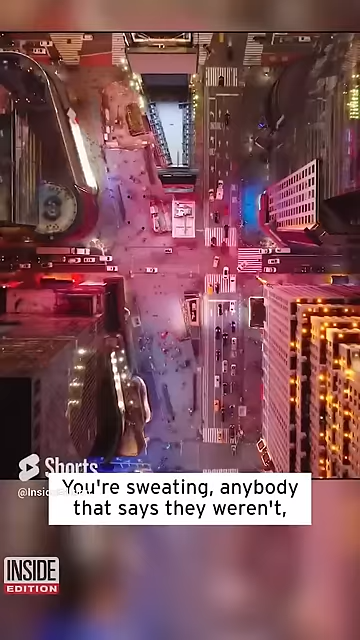 Shorts
You're sweating, anybody
that says they weren't,
INSIDE
EDITION